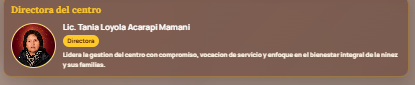 Directora del centro
Lic. Tania Loyola Acarapi Mamani
Directora
Lidera la gestion del centro con compromiso, vocacion de servicio y enfoque en el bienestar integral de la ninez
y sus familias.